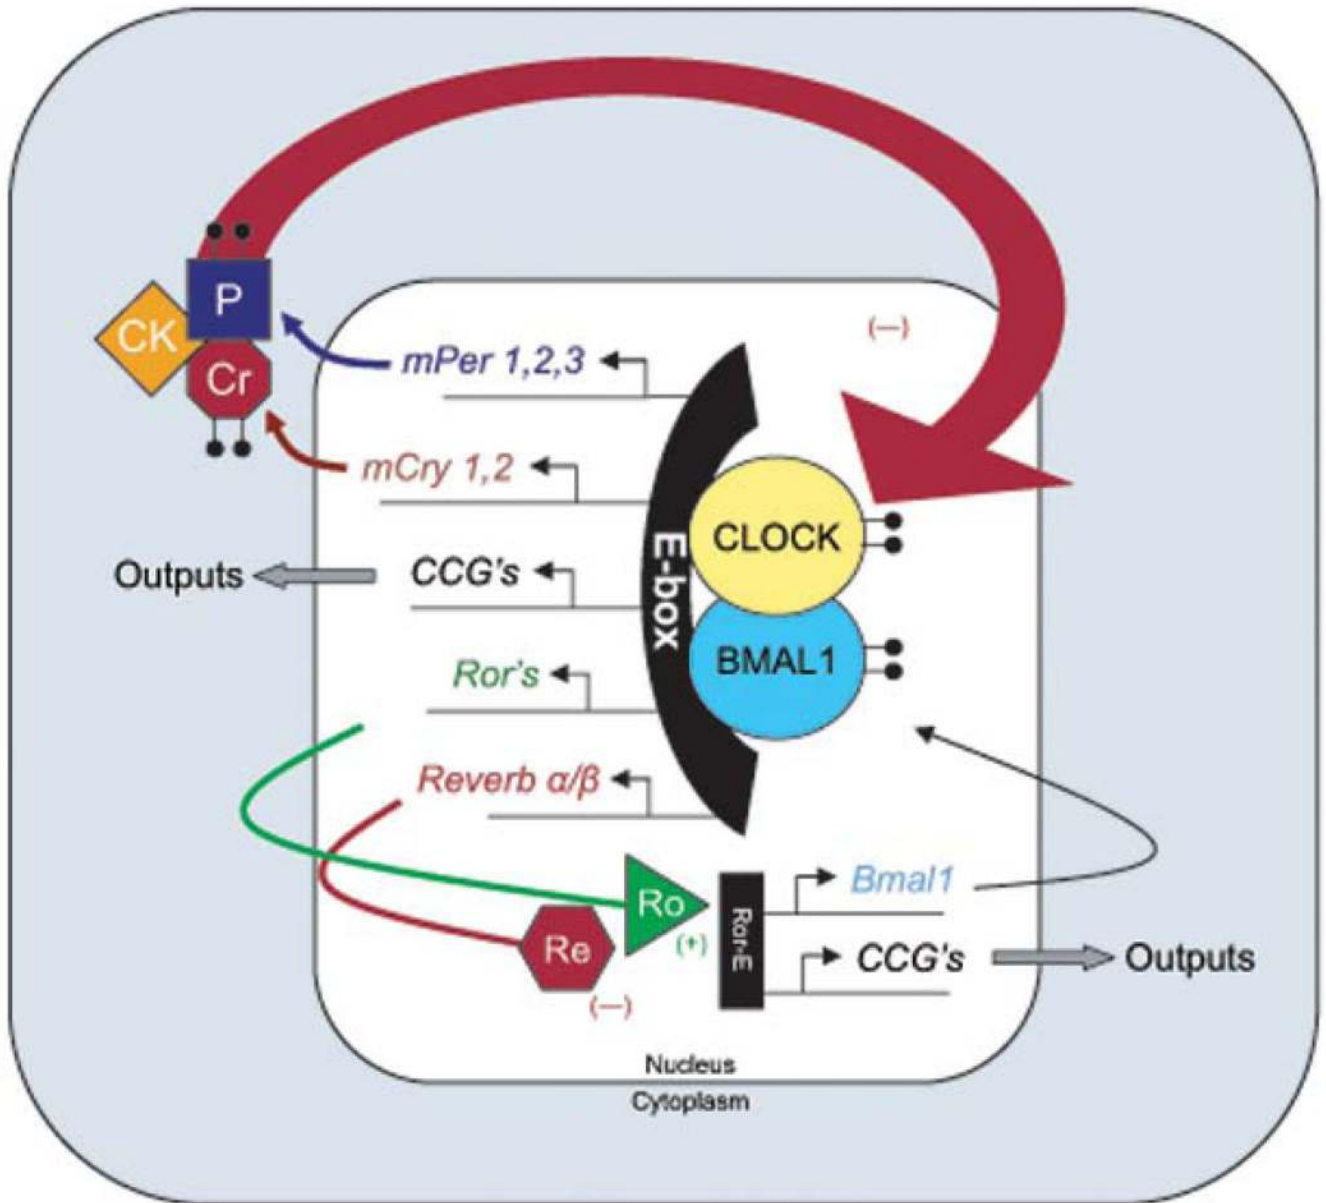 P
CK
Cr
(—)
mPer 1,2,3
mCry 1,2
CLOCK
E-box
Outputs
CCG's
BMAL1
Ror's
Reverb α/β
Ro
(+)
Re
(—)
Ror-E
Bmal1
CCG's
Outputs
Nucleus
Cytoplasm